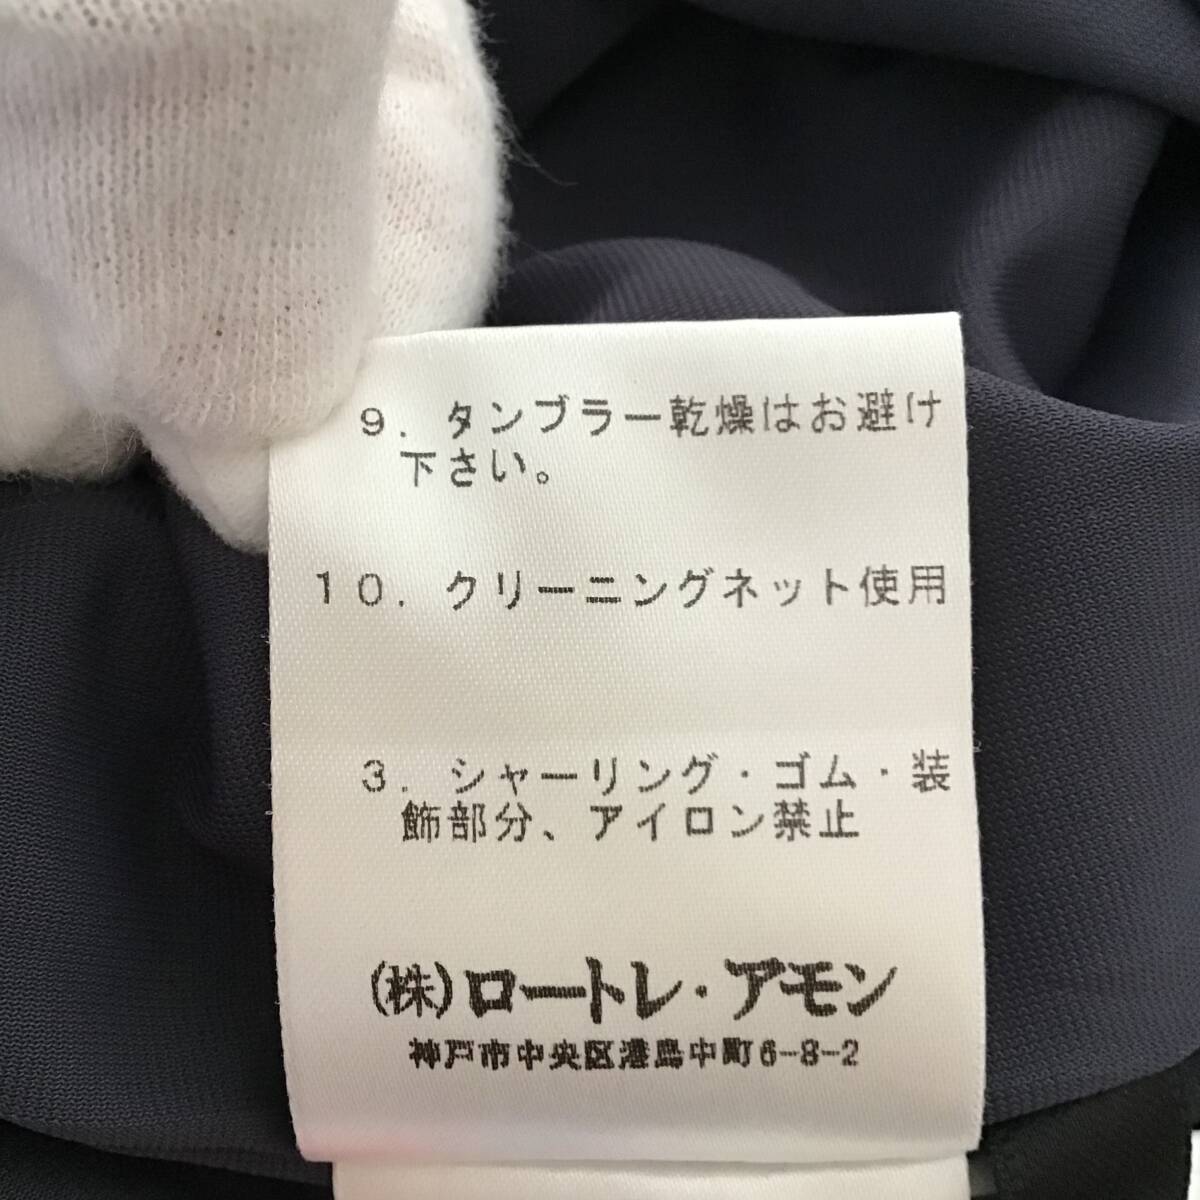 9．タンブラー乾燥はお避け
下さい。
１０．クリーニングネット使用
3．シャーリング・ゴム・装
飾部分、アイロン禁止
(株)ロートレ・アモン
神戸市中央区港島中町6-8-2